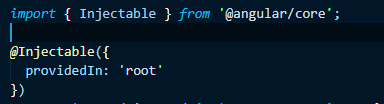 import { Injectable } from '@angular/core';
@Injectable({
  providedIn: 'root'
})